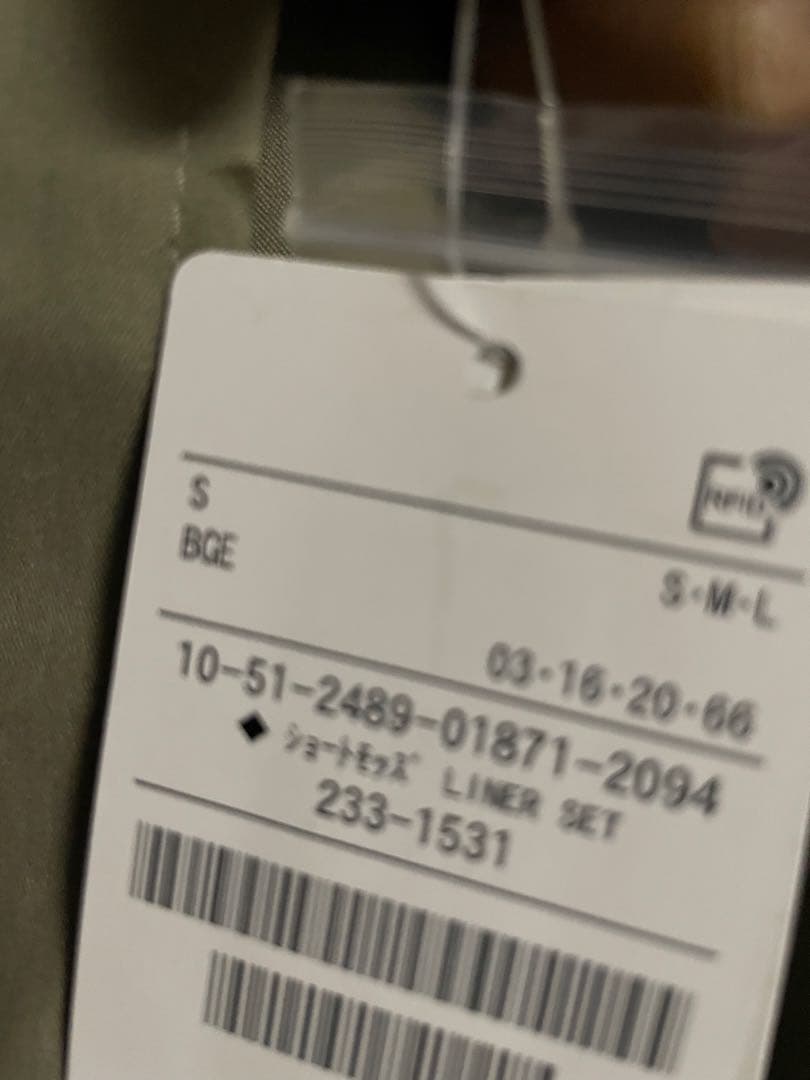 RFID
S
BGE
S・M・L
03・16・20・66
10-51-2489-01871-2094
◆ ショートモッズ LINER SET
233-1531